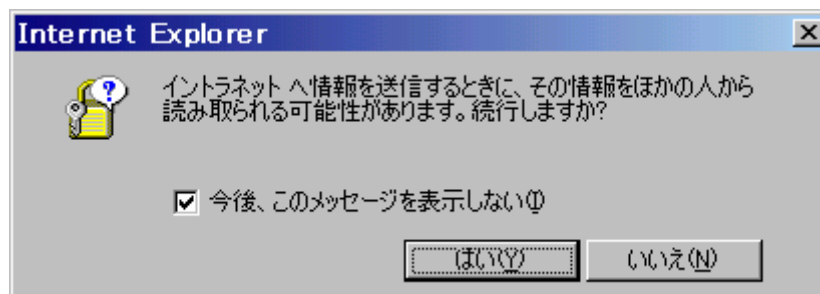 Internet Explorer
イントラネット へ情報を送信するときに、その情報をほかの人から
読み取られる可能性があります。続行しますか?
今後、このメッセージを表示しない(I)
はい(Y)
いいえ(N)